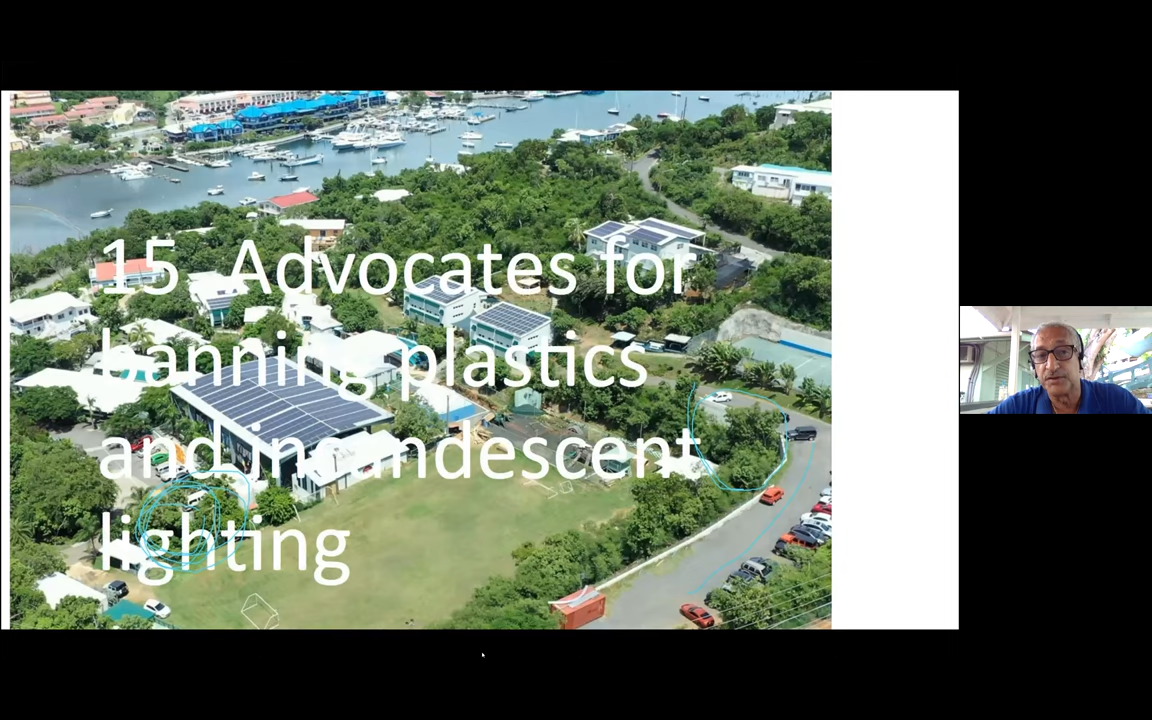 15 Advocates for
banning plastics
and incandescent
lighting